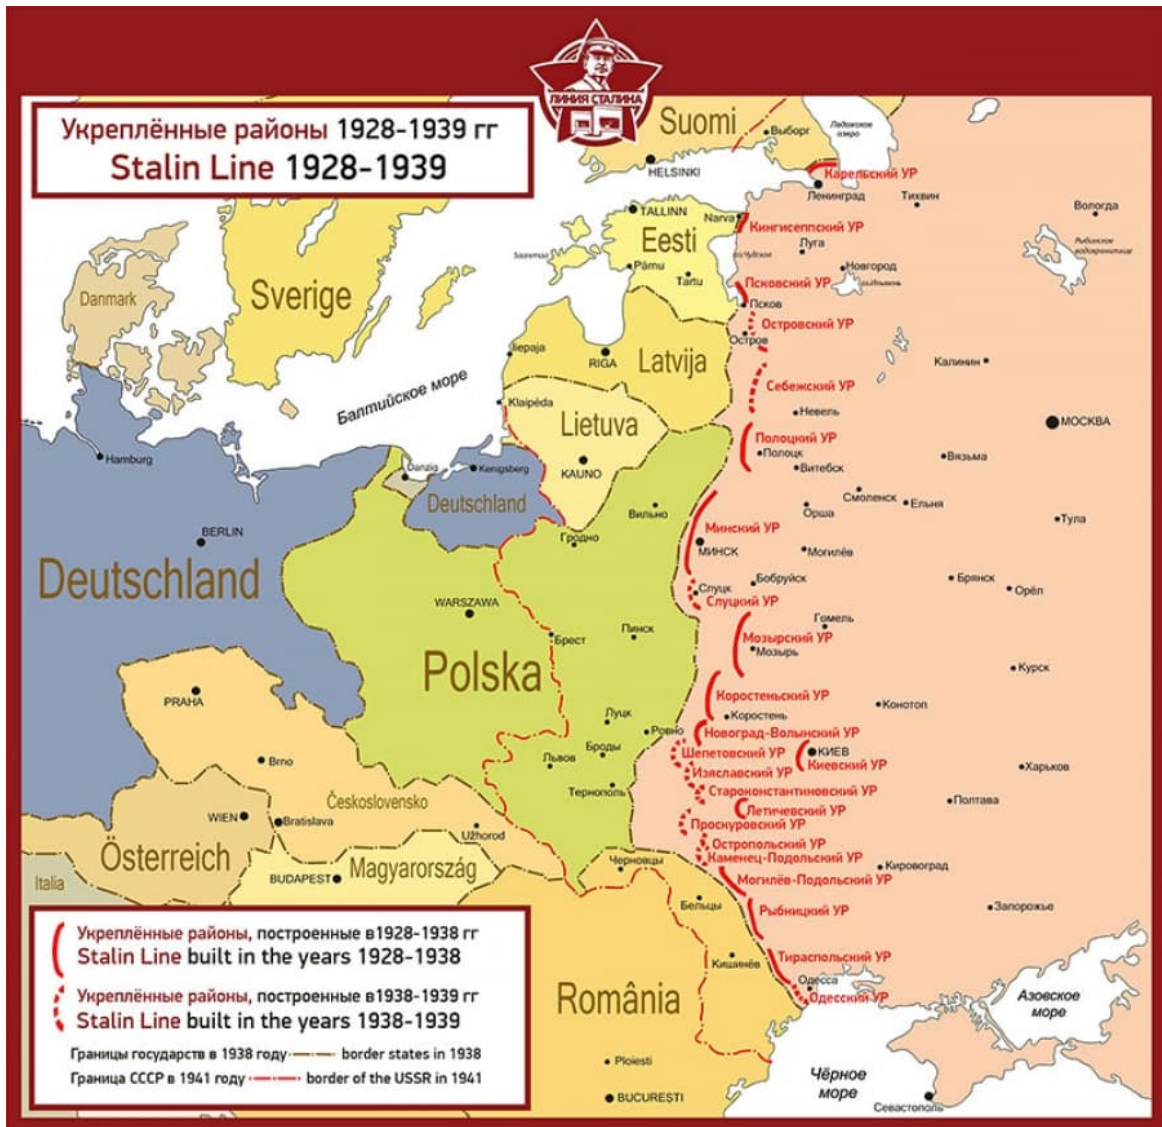 ЛИНИЯ СТАЛИНА
Укреплённые районы 1928-1939 гг
Stalin Line 1928-1939
Suomi
Выборг
Ладожское
озеро
HELSINKI
Карельский УР
Ленинград
Тихвин
Вологда
TALLINN
Narva
Кингисеппский УР
Eesti
Луга
Рыбинское
водохранилище
Pärnu
Tartu
Новгород
Danmark
Sverige
Псковский УР
Псков
Островский УР
Остров
liepaja
RIGA
Latvija
Калинин
Балтийское море
Себежский УР
Klaipėda
Невель
Lietuva
МОСКВА
Полоцкий УР
Полоцк
Hamburg
Danzig
Kenigsberg
KAUNO
Витебск
Вязьма
Deutschland
Вильно
Смоленск
Ельня
Орша
Тула
BERLIN
Гродно
Минский УР
МИНСК
Могилёв
Deutschland
Слуцк
Бобруйск
Брянск
Орёл
WARSZAWA
Слуцкий УР
Гомель
Брест
Пинск
Мозырский УР
Мозырь
Polska
Курск
PRAHA
Коростеньский УР
Конотоп
Луцк
Коростень
Ровно
Новоград-Волынский УР
Броды
Шепетовский УР
КИЕВ
Львов
Киевский УР
Brno
Изяславский УР
Харьков
Тернополь
Староконстантиновский УР
Československo
Полтава
Летичевский УР
WIEN
Bratislava
Проскуровский УР
Užhorod
Остропольский УР
Österreich
Черновцы
Каменец-Подольский УР
Magyarország
Кировоград
BUDAPEST
Могилёв-Подольский УР
Italia
Бельцы
Рыбницкий УР
Запорожье
Кишинёв
Тираспольский УР
Одесса
Одесский УР
România
Азовское
море
Ploiesti
Чёрное
море
BUCUREŞTI
Севастополь
Укреплённые районы, построенные в1928-1938 гг
Stalin Line built in the years 1928-1938
Укреплённые районы, построенные в1938-1939 гг
Stalin Line built in the years 1938-1939
Границы государств в 1938 году border states in 1938
Граница СССР в 1941 году border of the USSR in 1941